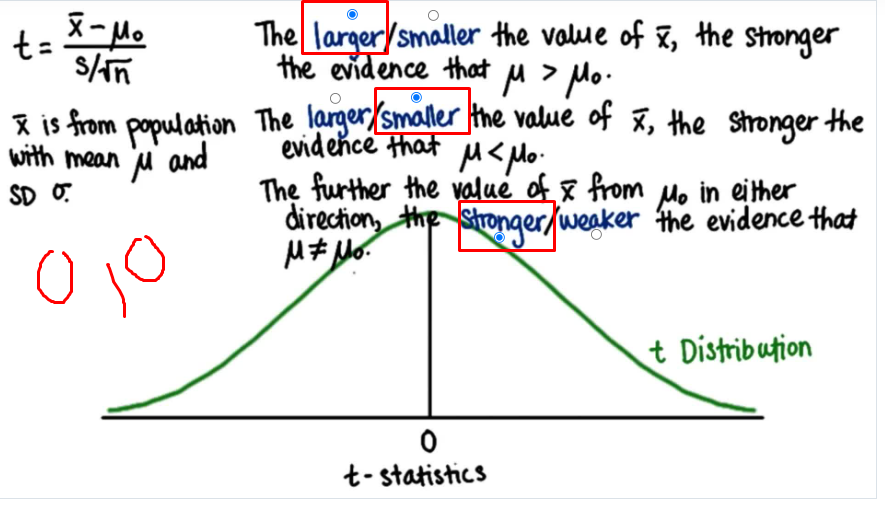 t = x̄ - μ₀ / s/√n
The larger/smaller the value of x̄, the stronger
the evidence that μ > μ₀.
x̄ is from population
with mean μ and
SD σ.
The larger/smaller the value of x̄, the stronger the
evidence that μ < μ₀.
The further the value of x̄ from μ₀ in either
direction, the stronger/weaker the evidence that
μ ≠ μ₀.
0,0
t Distribution
0
t-statistics